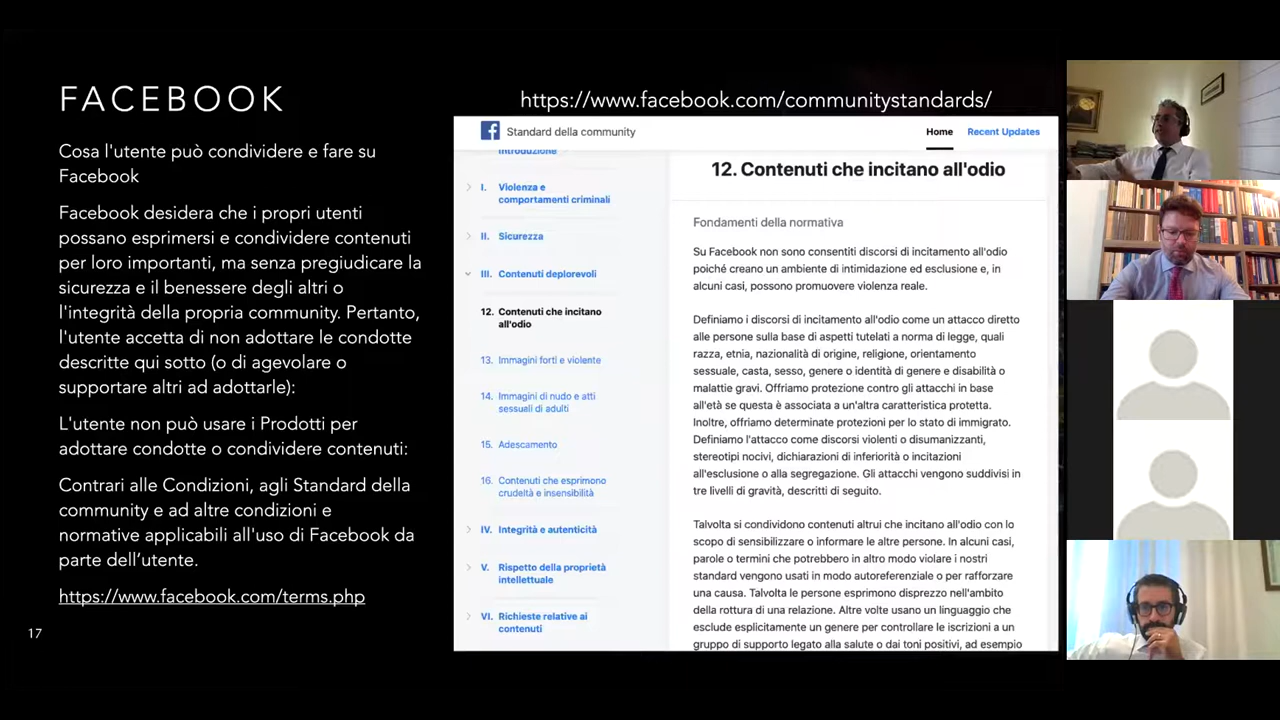 FACEBOOK
Cosa l'utente può condividere e fare su
Facebook
Facebook desidera che i propri utenti
possano esprimersi e condividere contenuti
per loro importanti, ma senza pregiudicare la
sicurezza e il benessere degli altri o
l'integrità della propria community. Pertanto,
l'utente accetta di non adottare le condotte
descritte qui sotto (o di agevolare o
supportare altri ad adottarle):
L'utente non può usare i Prodotti per
adottare condotte o condividere contenuti:
Contrari alle Condizioni, agli Standard della
community e ad altre condizioni e
normative applicabili all'uso di Facebook da
parte dell’utente.
https://www.facebook.com/terms.php
17
https://www.facebook.com/communitystandards/
Standard della community
Home
Recent Updates
Introduzione
I. Violenza e
comportamenti criminali
II. Sicurezza
III. Contenuti deplorevoli
12. Contenuti che incitano
all'odio
13. Immagini forti e violente
14. Immagini di nudo e atti
sessuali di adulti
15. Adescamento
16. Contenuti che esprimono
crudeltà e insensibilità
IV. Integrità e autenticità
V. Rispetto della proprietà
intellettuale
VI. Richieste relative ai
contenuti
12. Contenuti che incitano all'odio
Fondamenti della normativa
Su Facebook non sono consentiti discorsi di incitamento all'odio
poiché creano un ambiente di intimidazione ed esclusione e, in
alcuni casi, possono promuovere violenza reale.
Definiamo i discorsi di incitamento all'odio come un attacco diretto
alle persone sulla base di aspetti tutelati a norma di legge, quali
razza, etnia, nazionalità di origine, religione, orientamento
sessuale, casta, sesso, genere o identità di genere e disabilità o
malattie gravi. Offriamo protezione contro gli attacchi in base
all'età se questa è associata a un'altra caratteristica protetta.
Inoltre, offriamo determinate protezioni per lo stato di immigrato.
Definiamo l'attacco come discorsi violenti o disumanizzanti,
stereotipi nocivi, dichiarazioni di inferiorità o incitazioni
all'esclusione o alla segregazione. Gli attacchi vengono suddivisi in
tre livelli di gravità, descritti di seguito.
Talvolta si condividono contenuti altrui che incitano all'odio con lo
scopo di sensibilizzare o informare le altre persone. In alcuni casi,
parole o termini che potrebbero in altro modo violare i nostri
standard vengono usati in modo autoreferenziale o per rafforzare
una causa. Talvolta le persone esprimono disprezzo nell'ambito
della rottura di una relazione. Altre volte usano un linguaggio che
esclude esplicitamente un genere per controllare le iscrizioni a un
gruppo di supporto legato alla salute o dai toni positivi, ad esempio